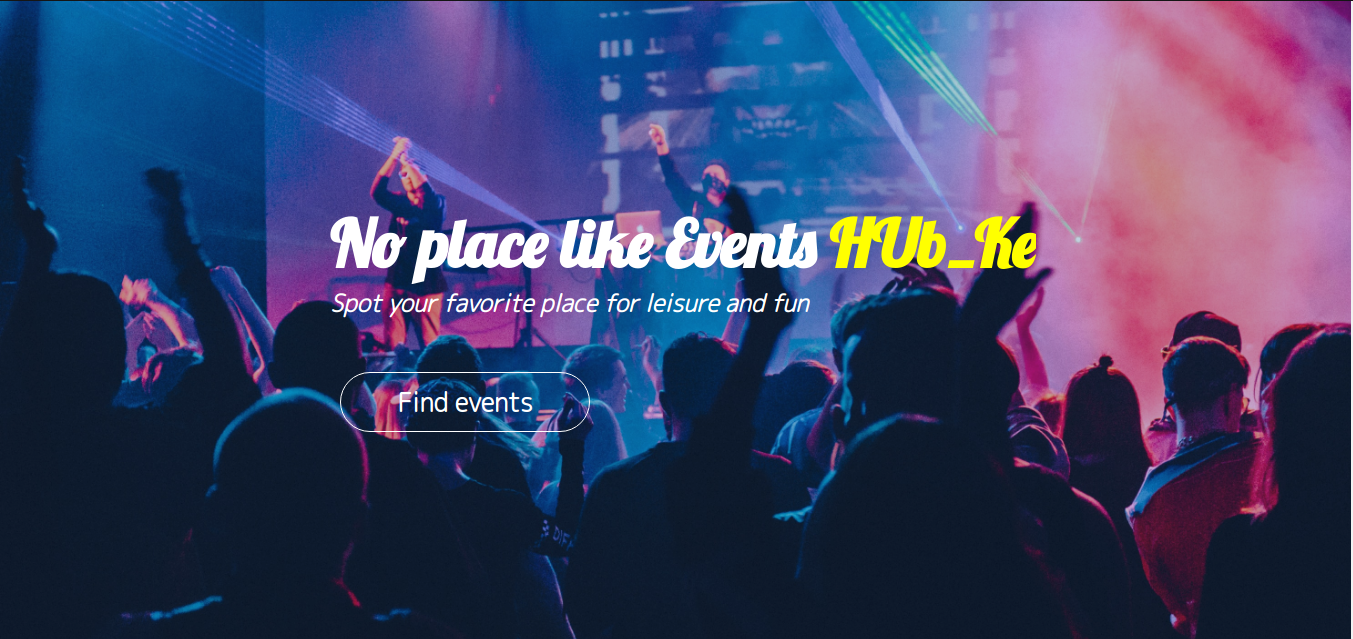 No place like Events HUb_Ke
Spot your favorite place for leisure and fun
Find events